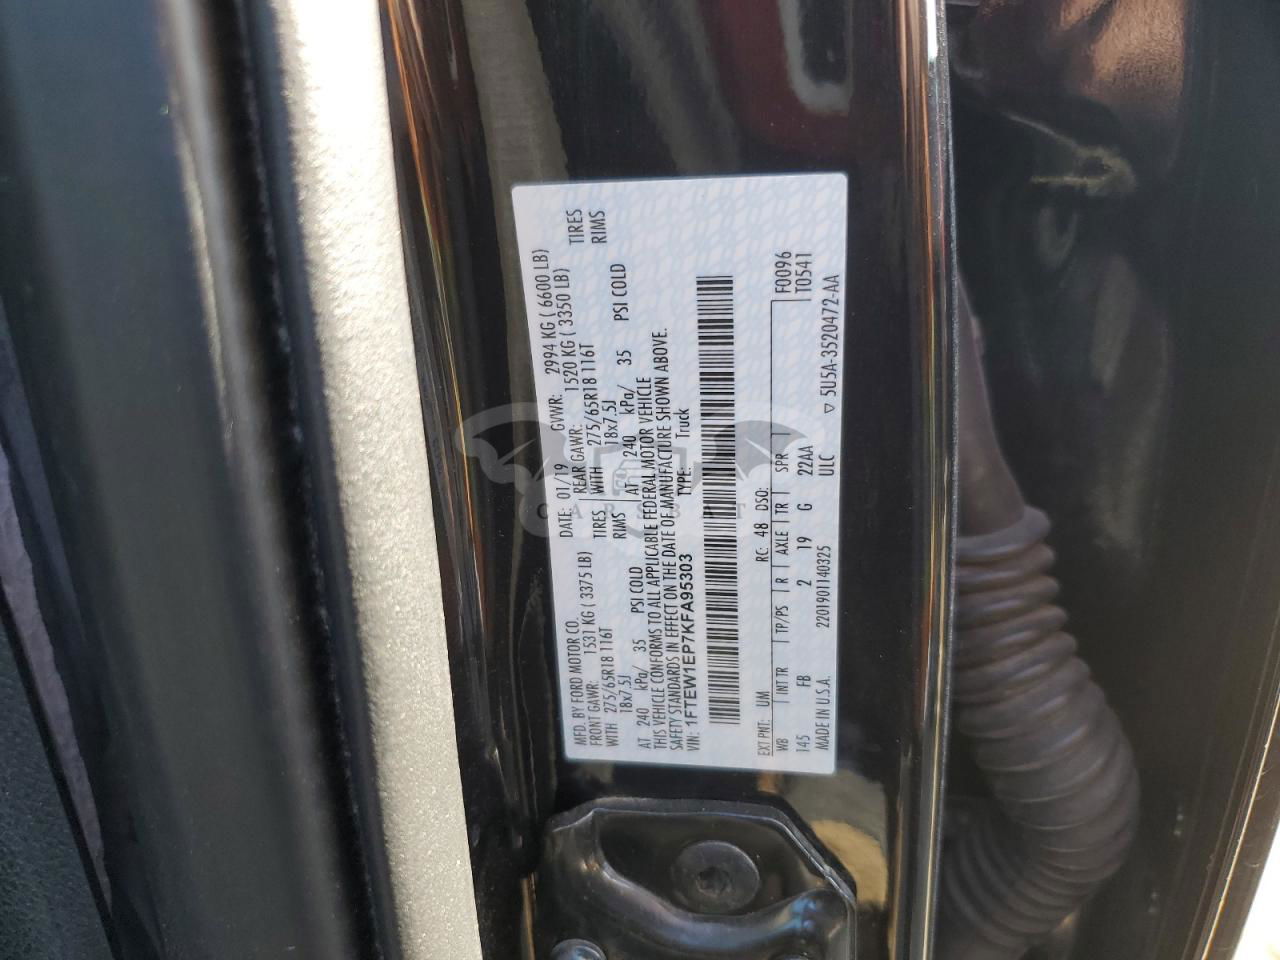 MFD. BY FORD MOTOR CO. DATE: 01/19 GVWR: 2994 KG ( 6600 LB)
FRONT GAWR: 1531 KG ( 3375 LB) REAR GAWR: 1520 KG ( 3350 LB)
WITH 275/65R18 116T TIRES WITH 275/65R18 116T TIRES
18x7.5J RIMS 18x7.5J RIMS
AT 240 kPa/ 35 PSI COLD AT 240 kPa/ 35 PSI COLD
THIS VEHICLE CONFORMS TO ALL APPLICABLE FEDERAL MOTOR VEHICLE
SAFETY STANDARDS IN EFFECT ON THE DATE OF MANUFACTURE SHOWN ABOVE.
VIN: 1FTEW1EP7KFA95303 TYPE: Truck
EXT PNT: UM RC: 48 DSO: F0096
WB INT TR TP/PS R AXLE TR SPR T0541
145 FB 2 19 G 22AA
MADE IN U.S.A. 2201901140325 ULC ▽ 5U5A-3520472-AA